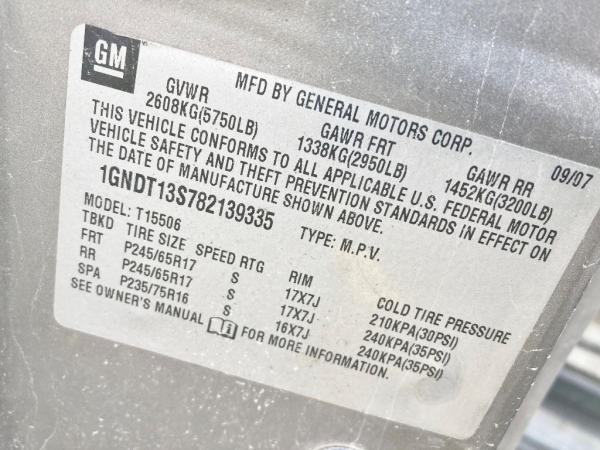 GM
MFD BY GENERAL MOTORS CORP. 09/07
GVWR GAWR FRT GAWR RR
2608KG(5750LB) 1338KG(2950LB) 1452KG(3200LB)
THIS VEHICLE CONFORMS TO ALL APPLICABLE U.S. FEDERAL MOTOR
VEHICLE SAFETY AND THEFT PREVENTION STANDARDS IN EFFECT ON
THE DATE OF MANUFACTURE SHOWN ABOVE.
1GNDT13S782139335 TYPE: M.P.V.
MODEL: T15506
TBKD TIRE SIZE SPEED RTG RIM COLD TIRE PRESSURE
FRT P245/65R17 S 17X7J 210KPA(30PSI)
RR P245/65R17 S 17X7J 240KPA(35PSI)
SPA P235/75R16 S 16X7J 240KPA(35PSI)
SEE OWNER'S MANUAL FOR MORE INFORMATION.